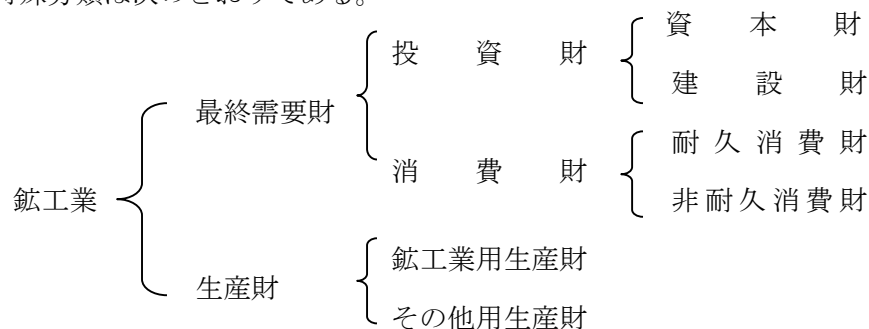 特殊分類は次のとおりである。
資本財
投資財
建設財
最終需要財
耐久消費財
消費財
非耐久消費財
鉱工業
鉱工業用生産財
生産財
その他用生産財